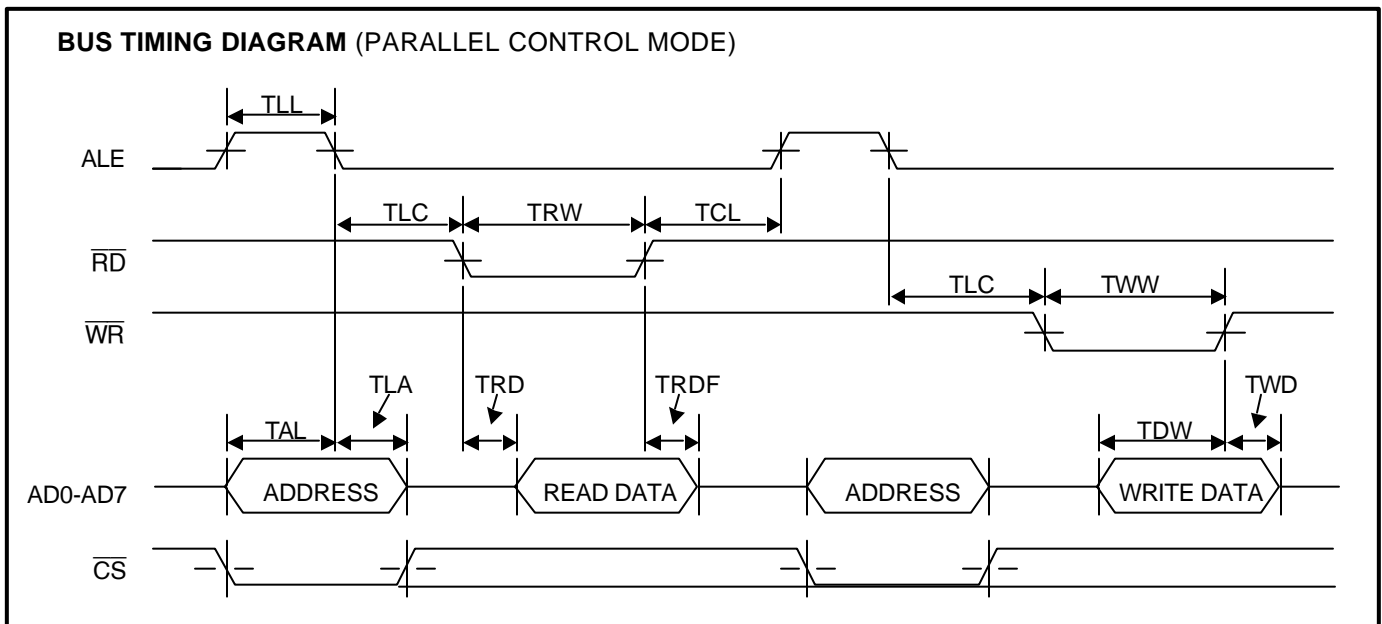 BUS TIMING DIAGRAM (PARALLEL CONTROL MODE)
TLL
ALE
TLC TRW TCL
RD
TLC TWW
WR
TLA TRD TRDF TWD
TAL TDW
AD0-AD7 ADDRESS READ DATA ADDRESS WRITE DATA
CS